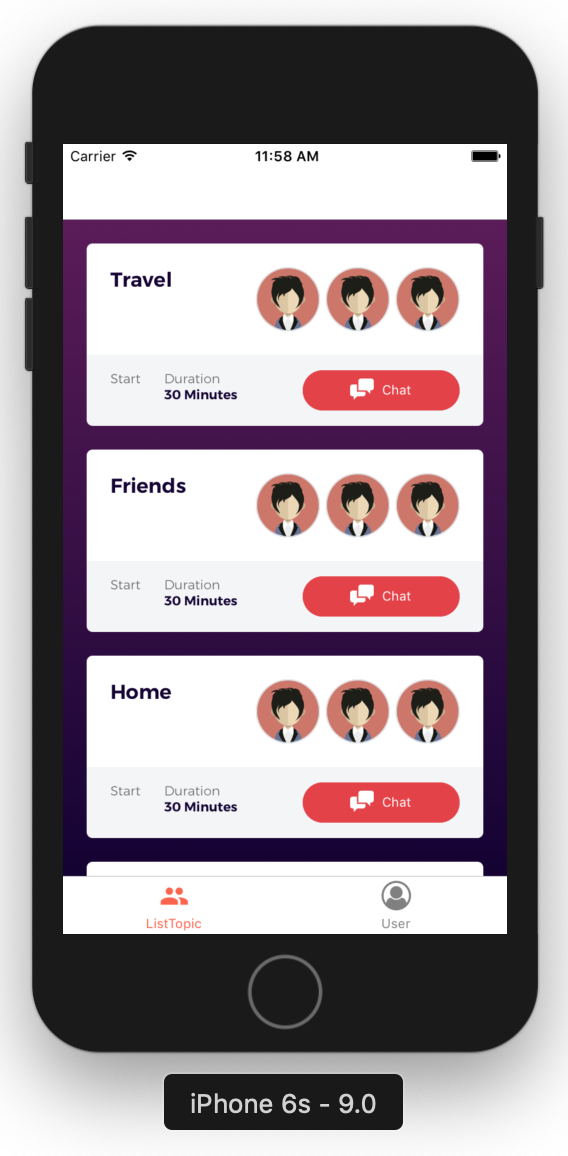 Carrier 11:58 AM
Travel
Start Duration
30 Minutes
Chat
Friends
Start Duration
30 Minutes
Chat
Home
Start Duration
30 Minutes
Chat
ListTopic User
iPhone 6s - 9.0